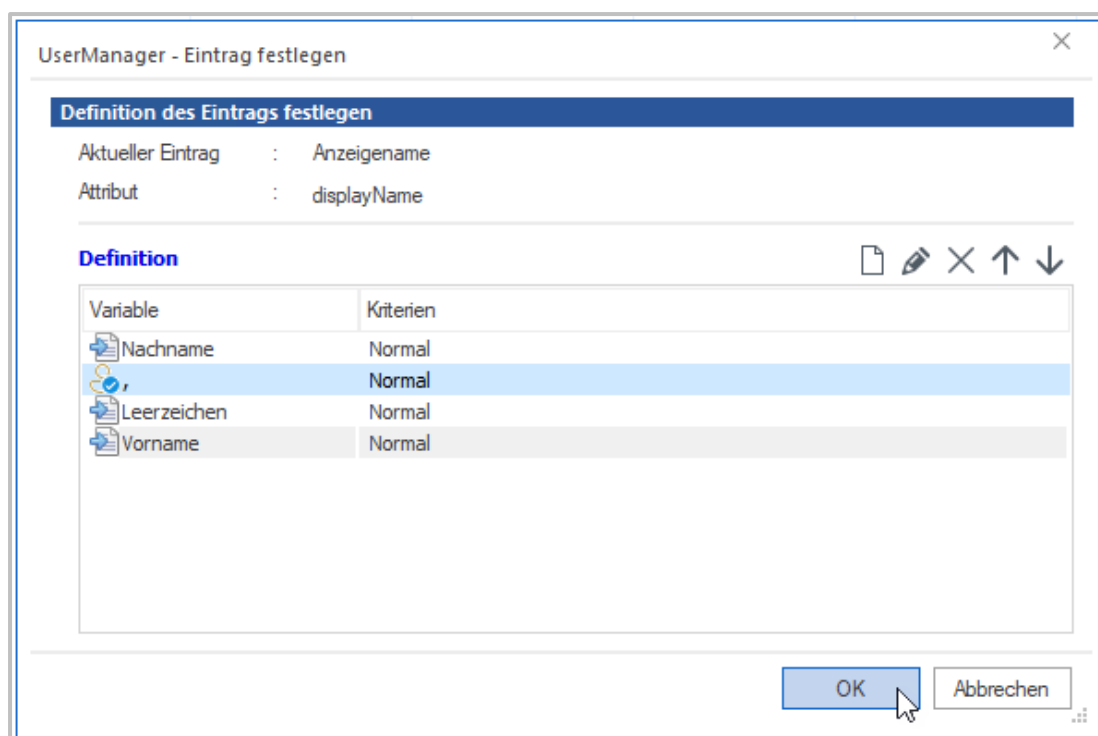 UserManager - Eintrag festlegen
Definition des Eintrags festlegen
Aktueller Eintrag : Anzeigename
Attribut : displayName
Definition
Variable Kriterien
Nachname Normal
, Normal
Leerzeichen Normal
Vorname Normal
OK Abbrechen